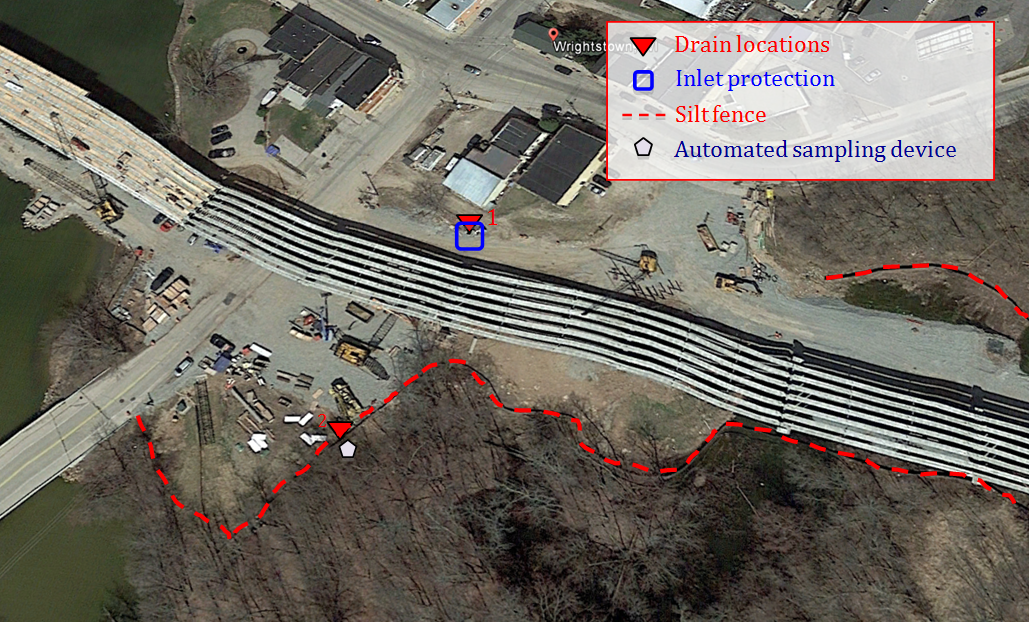 Drain locations
Wrightstown
Inlet protection
Silt fence
Automated sampling device
1
2